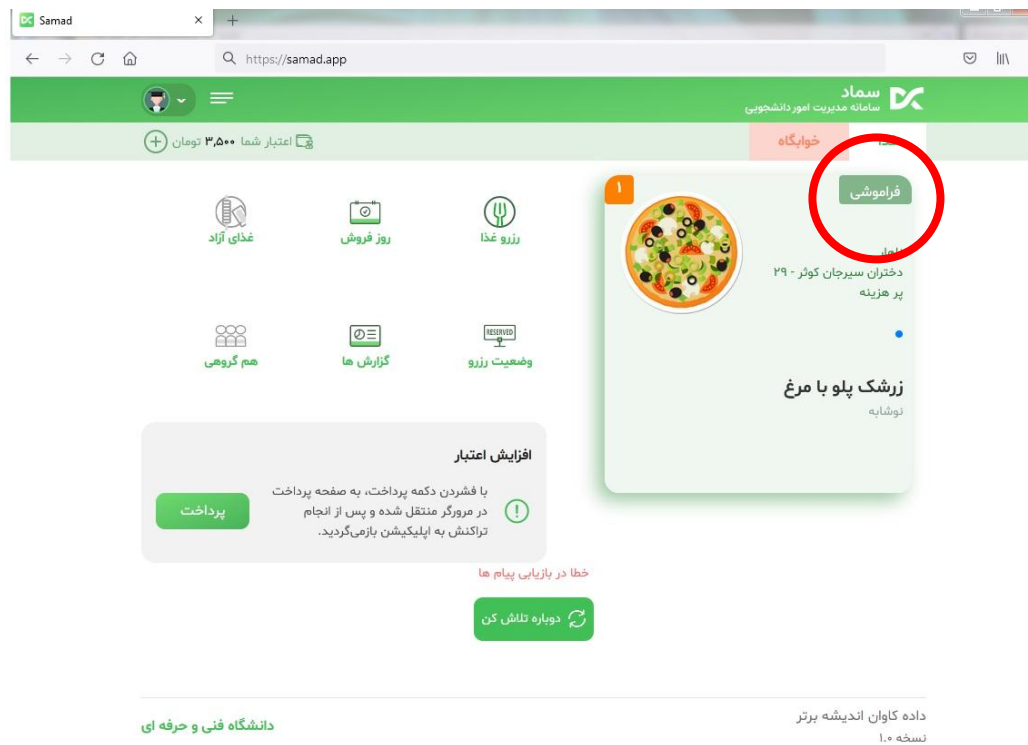 Samad
https://samad.app
سماد
سامانه مدیریت امور دانشجویی
خوابگاه
اعتبار شما ۳,۵۰۰ تومان
فراموشی
۱
دختران سیرجان کوثر - ۲۹
پر هزینه
زرشک پلو با مرغ
نوشابه
رزرو غذا
روز فروش
غذای آزاد
RESERVED
وضعیت رزرو
گزارش ها
هم گروهی
افزایش اعتبار
با فشردن دکمه پرداخت، به صفحه پرداخت
در مرورگر منتقل شده و پس از انجام
تراکنش به اپلیکیشن بازمی‌گردید.
پرداخت
خطا در بازیابی پیام ها
دوباره تلاش کن
داده کاوان اندیشه برتر
نسخه ۱.۰
دانشگاه فنی و حرفه ای